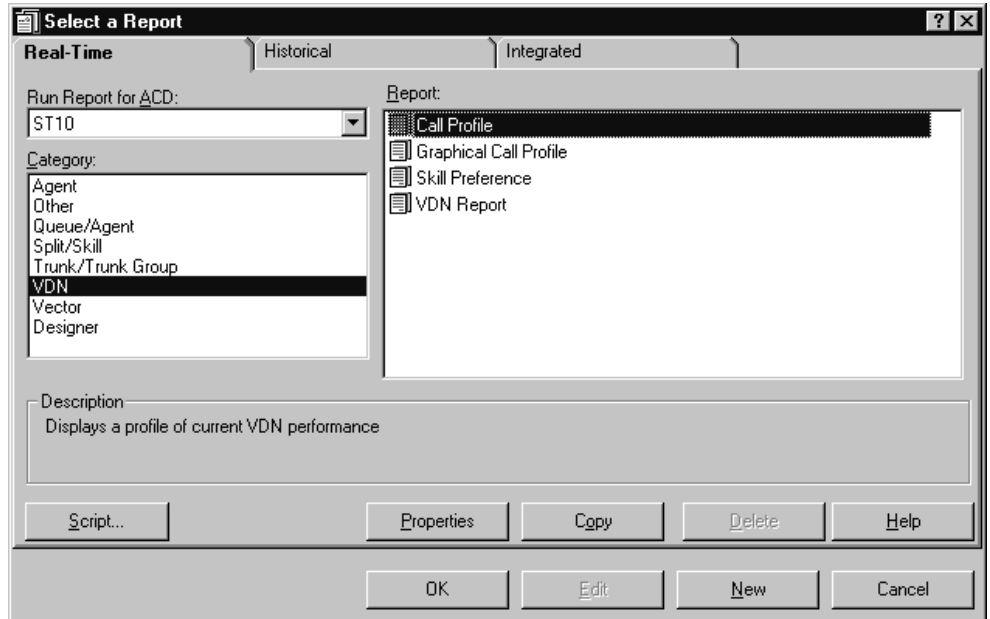 Select a Report
Real-Time Historical Integrated
Run Report for ACD:
ST10
Category:
Agent
Other
Queue/Agent
Split/Skill
Trunk/Trunk Group
VDN
Vector
Designer
Report:
Call Profile
Graphical Call Profile
Skill Preference
VDN Report
Description
Displays a profile of current VDN performance
Script... Properties Copy Delete Help
OK Edit New Cancel